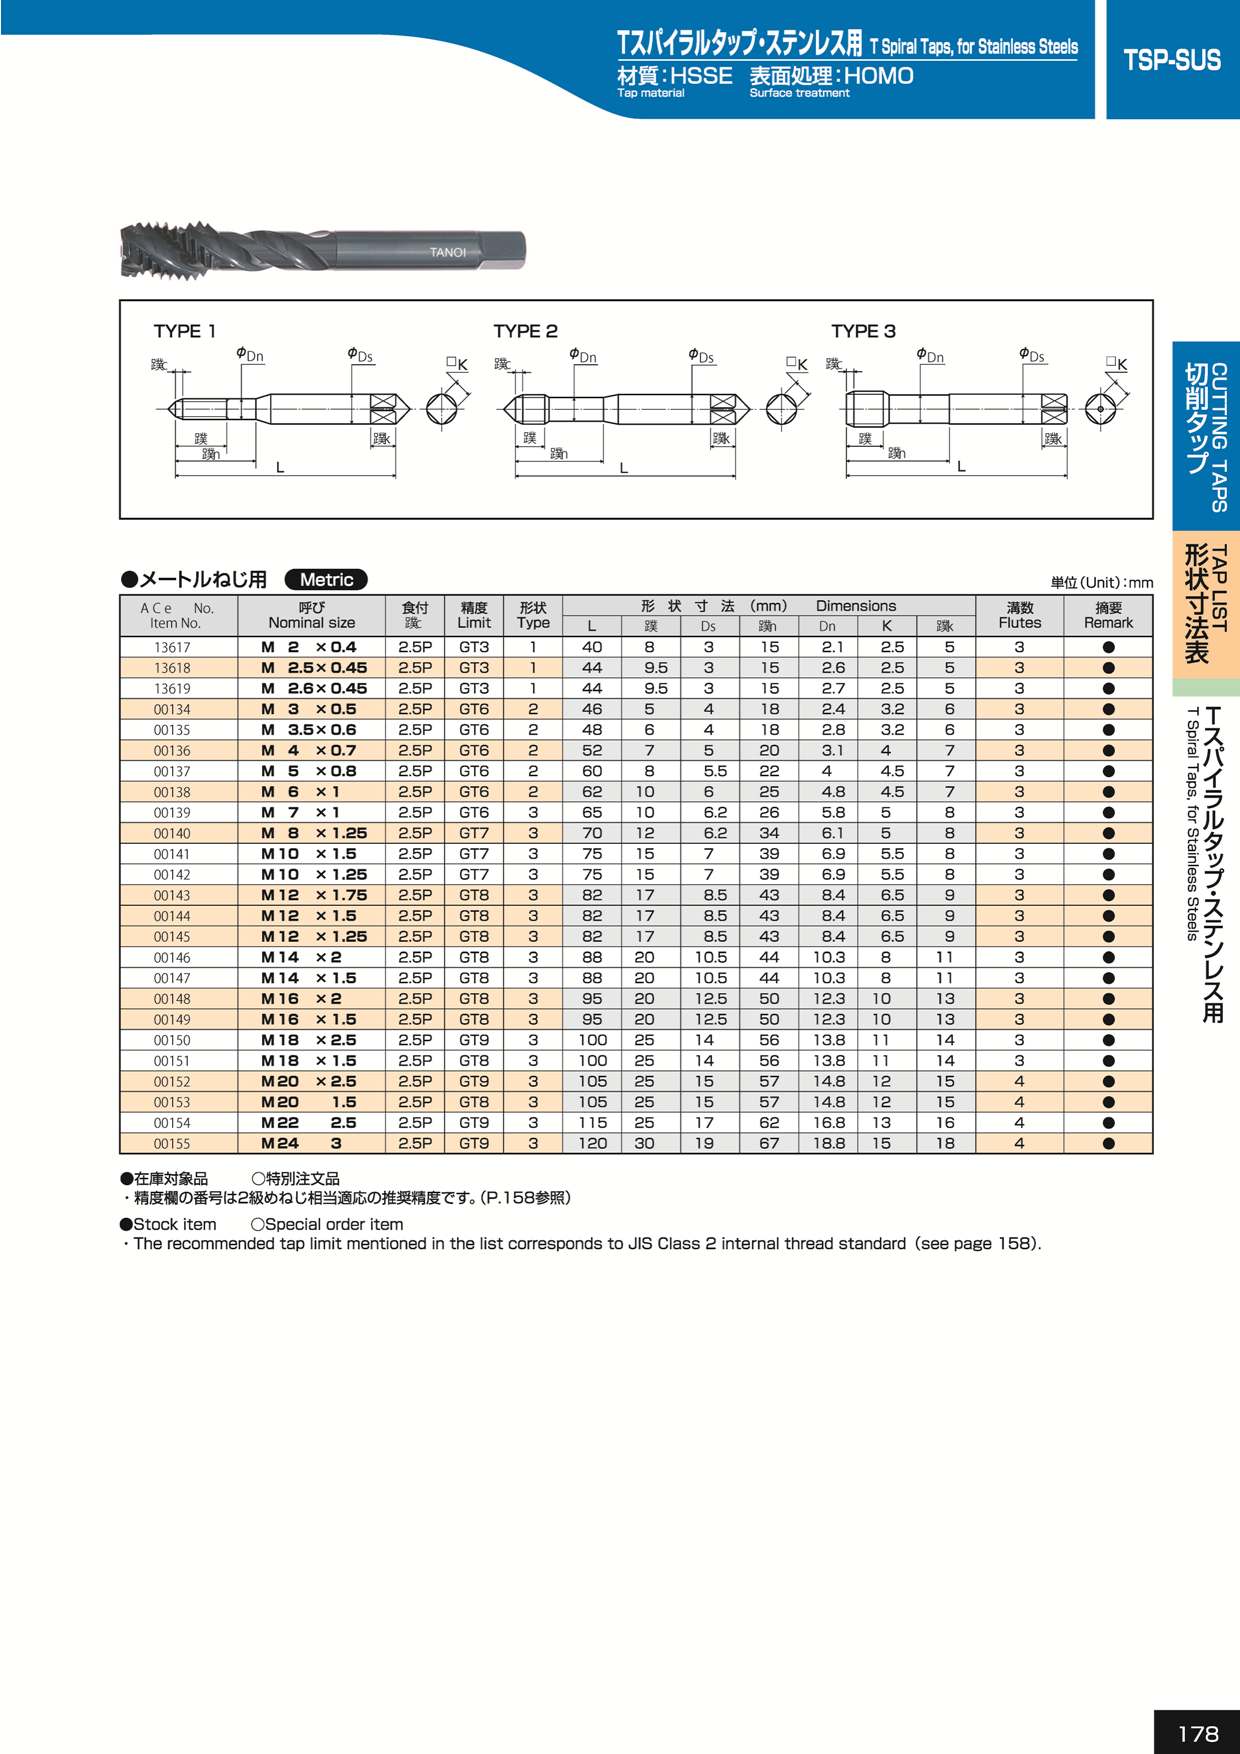 Tスパイラルタップ・ステンレス用 T Spiral Taps, for Stainless Steels
材質：HSSE 表面処理：HOMO
Tap material Surface treatment
TSP-SUS
TANOI
TYPE 1 TYPE 2 TYPE 3
躓c φDn φDs □K 躓c φDn φDs □K 躓c φDn φDs □K
躓 躓k 躓 躓k 躓 躓k
躓n 躓n 躓n
L L L
●メートルねじ用 Metric 単位(Unit)：mm
ACe No. 呼び 食付 精度 形状 形状寸法 (mm) Dimensions 溝数 摘要
Item No. Nominal size 躓c Limit Type L 躓 Ds 躓n Dn K 躓k Flutes Remark
13617 M 2 ×0.4 2.5P GT3 1 40 8 3 15 2.1 2.5 5 3 ●
13618 M 2.5×0.45 2.5P GT3 1 44 9.5 3 15 2.6 2.5 5 3 ●
13619 M 2.6×0.45 2.5P GT3 1 44 9.5 3 15 2.7 2.5 5 3 ●
00134 M 3 ×0.5 2.5P GT6 2 46 5 4 18 2.4 3.2 6 3 ●
00135 M 3.5×0.6 2.5P GT6 2 48 6 4 18 2.8 3.2 6 3 ●
00136 M 4 ×0.7 2.5P GT6 2 52 7 5 20 3.1 4 7 3 ●
00137 M 5 ×0.8 2.5P GT6 2 60 8 5.5 22 4 4.5 7 3 ●
00138 M 6 ×1 2.5P GT6 2 62 10 6 25 4.8 4.5 7 3 ●
00139 M 7 ×1 2.5P GT6 3 65 10 6.2 26 5.8 5 8 3 ●
00140 M 8 ×1.25 2.5P GT7 3 70 12 6.2 34 6.1 5 8 3 ●
00141 M10 ×1.5 2.5P GT7 3 75 15 7 39 6.9 5.5 8 3 ●
00142 M10 ×1.25 2.5P GT7 3 75 15 7 39 6.9 5.5 8 3 ●
00143 M12 ×1.75 2.5P GT8 3 82 17 8.5 43 8.4 6.5 9 3 ●
00144 M12 ×1.5 2.5P GT8 3 82 17 8.5 43 8.4 6.5 9 3 ●
00145 M12 ×1.25 2.5P GT8 3 82 17 8.5 43 8.4 6.5 9 3 ●
00146 M14 ×2 2.5P GT8 3 88 20 10.5 44 10.3 8 11 3 ●
00147 M14 ×1.5 2.5P GT8 3 88 20 10.5 44 10.3 8 11 3 ●
00148 M16 ×2 2.5P GT8 3 95 20 12.5 50 12.3 10 13 3 ●
00149 M16 ×1.5 2.5P GT8 3 95 20 12.5 50 12.3 10 13 3 ●
00150 M18 ×2.5 2.5P GT9 3 100 25 14 56 13.8 11 14 3 ●
00151 M18 ×1.5 2.5P GT8 3 100 25 14 56 13.8 11 14 3 ●
00152 M20 ×2.5 2.5P GT9 3 105 25 15 57 14.8 12 15 4 ●
00153 M20 1.5 2.5P GT8 3 105 25 15 57 14.8 12 15 4 ●
00154 M22 2.5 2.5P GT9 3 115 25 17 62 16.8 13 16 4 ●
00155 M24 3 2.5P GT9 3 120 30 19 67 18.8 15 18 4 ●
●在庫対象品 ○特別注文品
・精度欄の番号は2級めねじ相当適応の推奨精度です。(P.158参照)
●Stock item ○Special order item
・The recommended tap limit mentioned in the list corresponds to JIS Class 2 internal thread standard (see page 158).
CUTTING TAPS
切削タップ
TAP LIST
形状寸法表
Tスパイラルタップ・ステンレス用
T Spiral Taps, for Stainless Steels
178